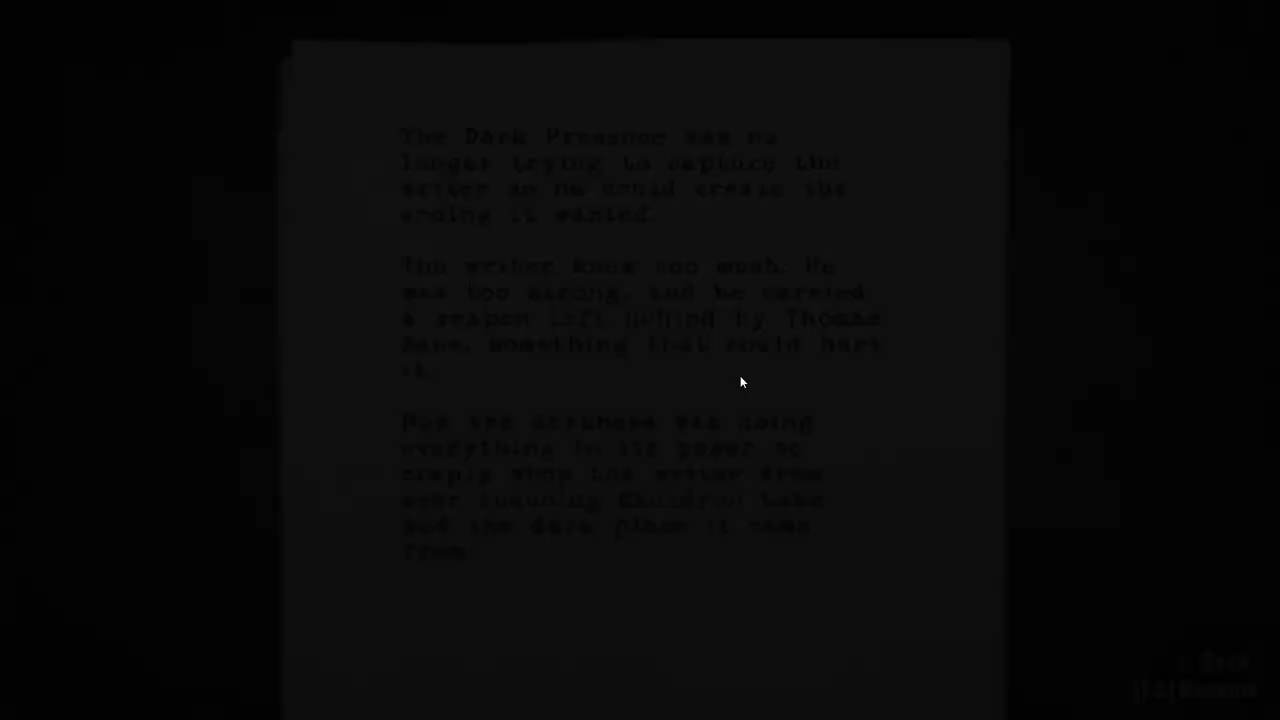 The Dark Presence was no
longer trying to capture the
writer so he could create the
ending it wanted.
The writer knew too much. He
was too strong, and he carried
a weapon left behind by Thomas
Zane, something that could hurt
it.
Now the darkness was doing
everything in its power to
simply stop the writer from
ever reaching Cauldron Lake
and the dark place it came
from.
Back